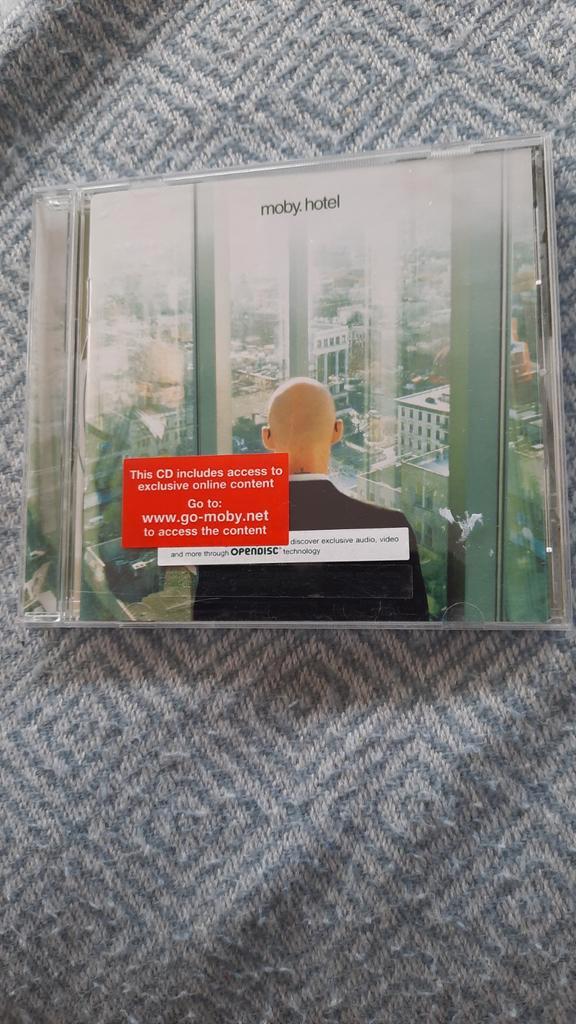 moby. hotel
This CD includes access to
exclusive online content
Go to:
www.go-moby.net
to access the content
discover exclusive audio, video
and more through OPENDISC technology